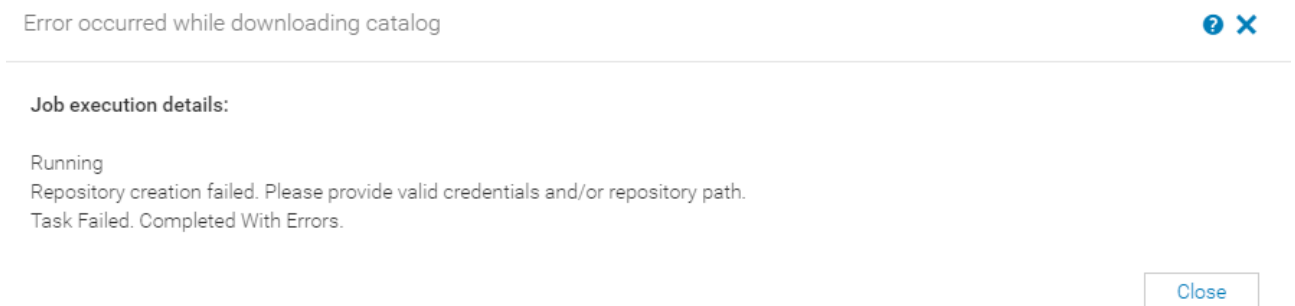 Error occurred while downloading catalog
Job execution details:
Running
Repository creation failed. Please provide valid credentials and/or repository path.
Task Failed. Completed With Errors.
Close